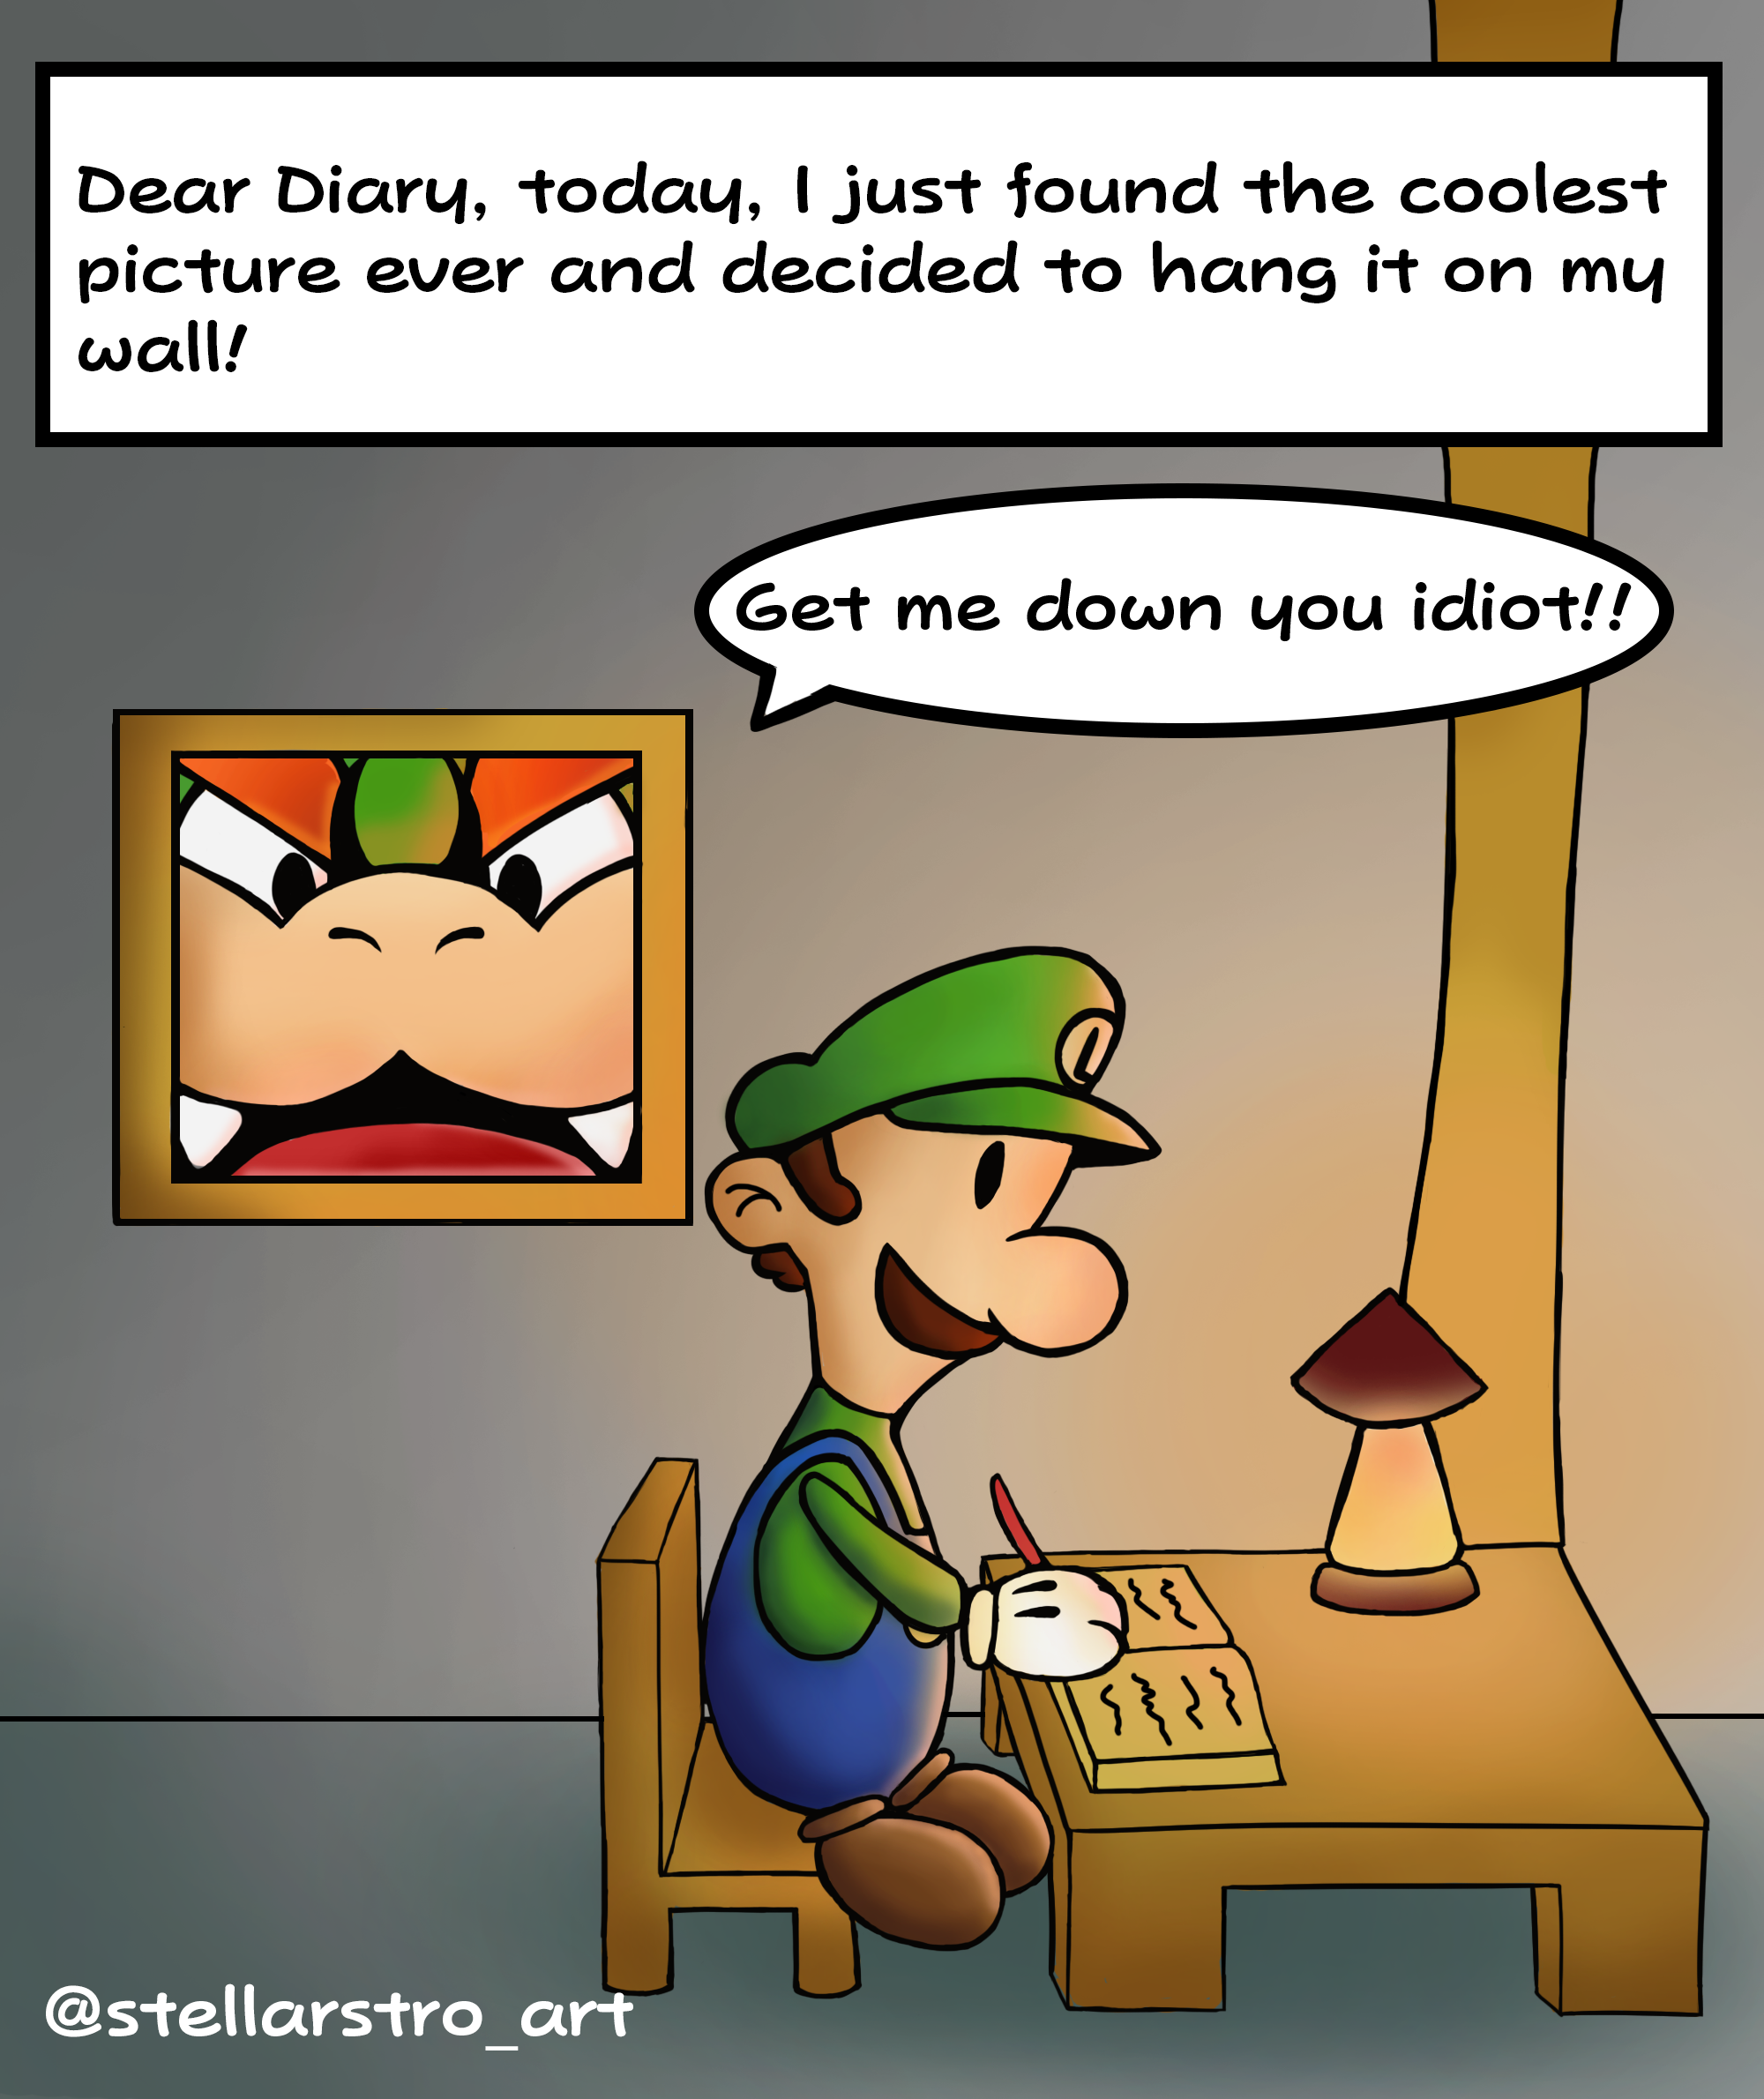 Dear Diary, today, I just found the coolest
picture ever and decided to hang it on my
wall!
Get me down you idiot!!
L
@stellarstro_art